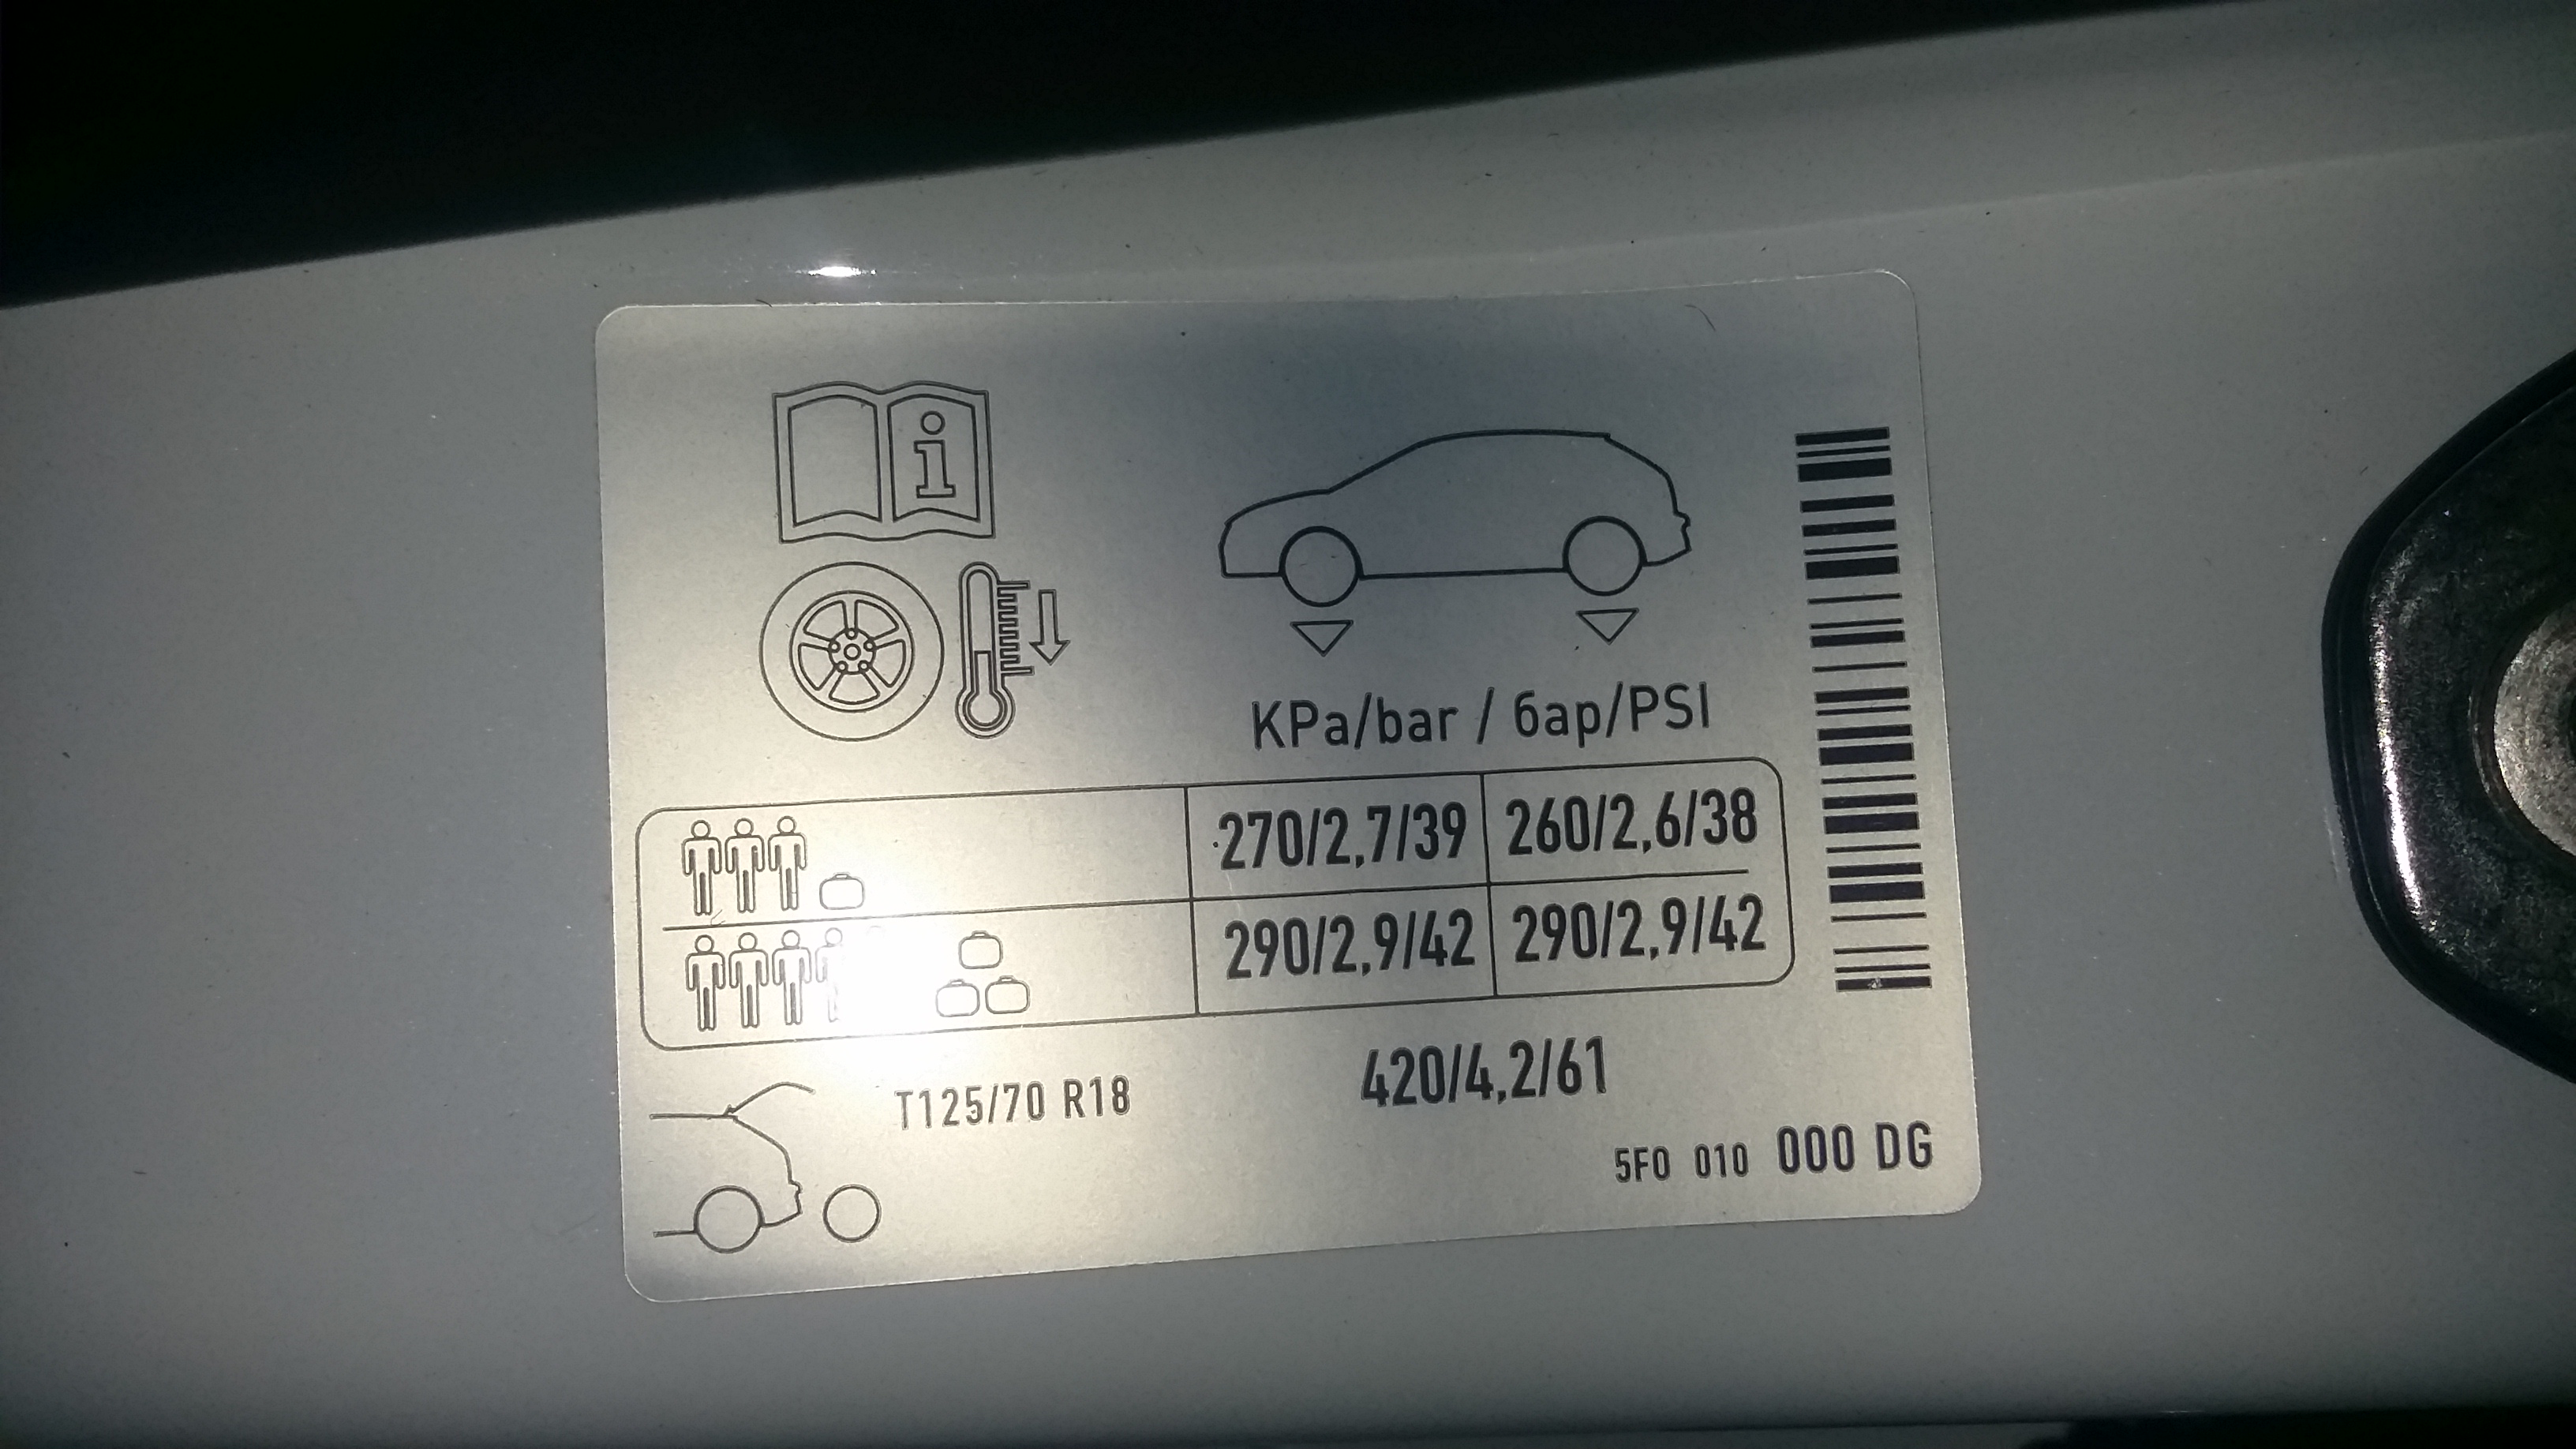 i
KPa/bar / бар/PSI
270/2,7/39 260/2,6/38
290/2,9/42 290/2,9/42
T125/70 R18 420/4,2/61
5F0 010 000 DG